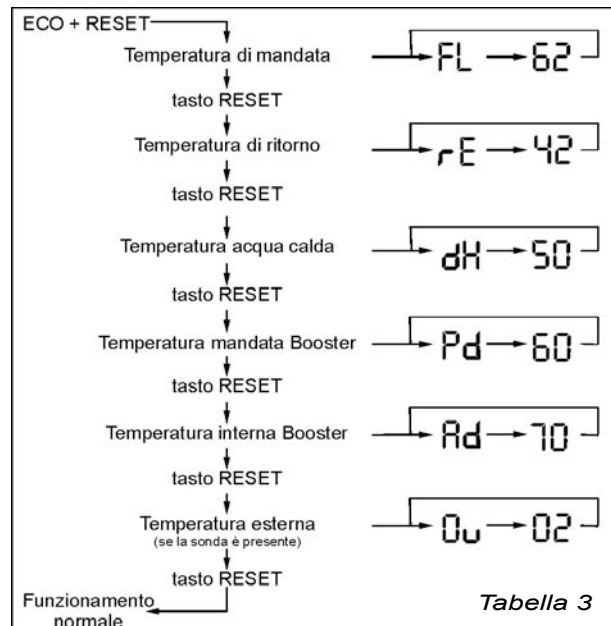 ECO + RESET
Temperatura di mandata
FL 62
tasto RESET
Temperatura di ritorno
rE 42
tasto RESET
Temperatura acqua calda
dH 50
tasto RESET
Temperatura mandata Booster
Pd 60
tasto RESET
Temperatura interna Booster
Ad 70
tasto RESET
Temperatura esterna
(se la sonda è presente)
0u 02
tasto RESET
Funzionamento
normale
Tabella 3